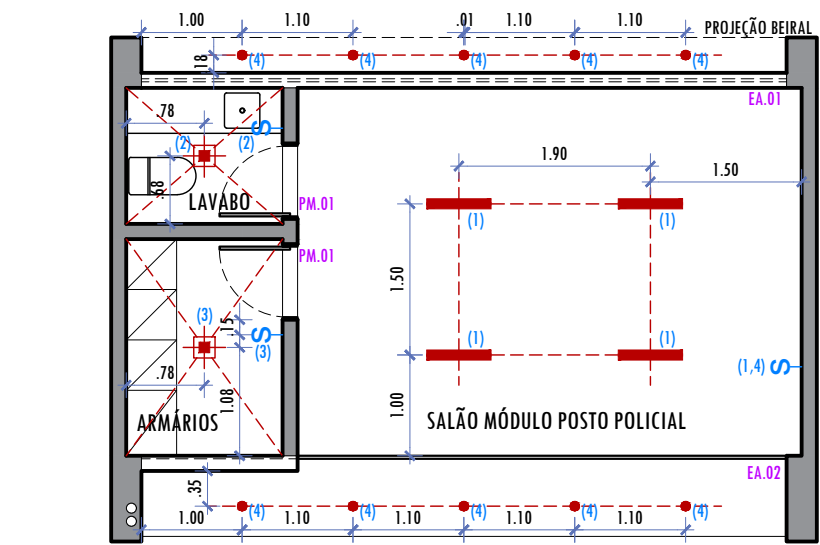 1.00 1.10 .01 1.10 1.10
PROJEÇÃO BEIRAL
(4) (4) (4) (4) (4)
.18
EA.01
.78
S
(2) (2)
1.90
1.50
.68
LAVABO
PM.01
(1) (1)
PM.01
1.50
(3)
.15
S
(3)
(1) (1)
(1,4) S
.78
1.08
1.00
ARMÁRIOS
SALÃO MÓDULO POSTO POLICIAL
EA.02
.35
(4) (4) (4) (4) (4)
1.00 1.10 1.10 1.10 1.10